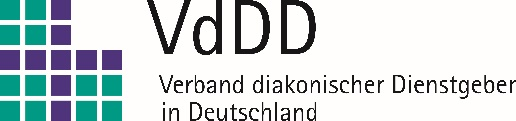 VdDD
Verband diakonischer Dienstgeber
in Deutschland